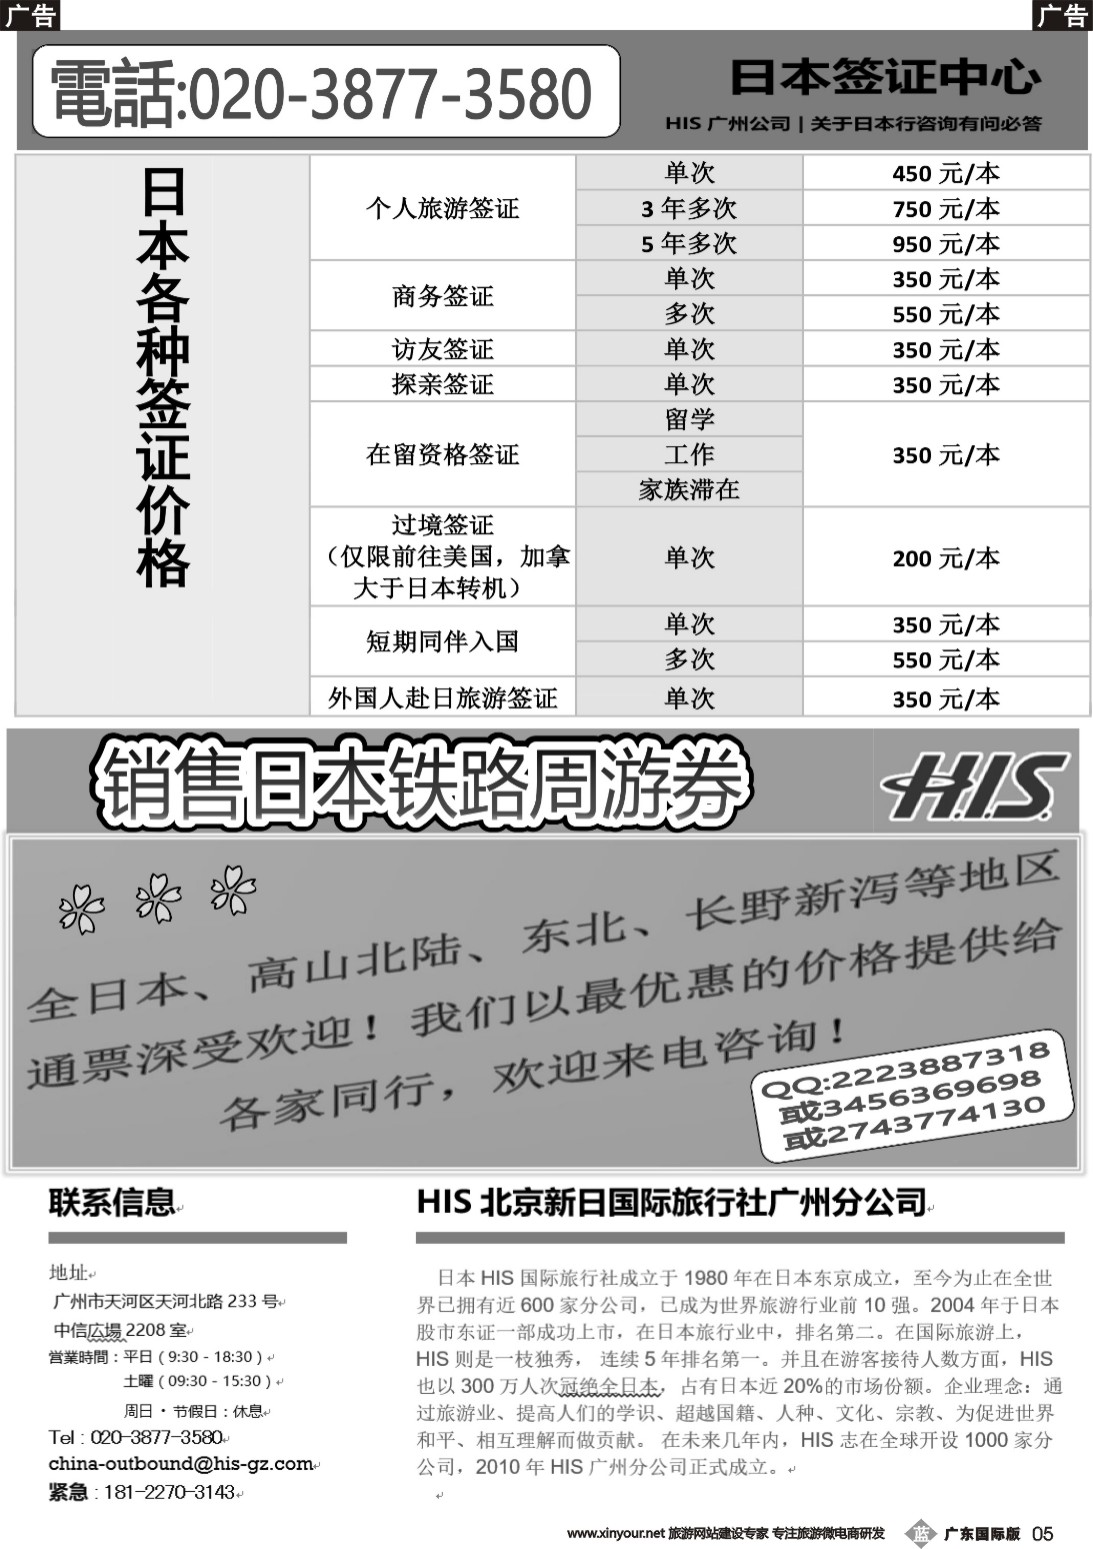 广告
广告
電話:020-3877-3580
日本签证中心
HIS 广州公司 | 关于日本行咨询有问必答
日本各种签证价格
个人旅游签证
单次
450 元/本
3 年多次
750 元/本
5 年多次
950 元/本
商务签证
单次
350 元/本
多次
550 元/本
访友签证
单次
350 元/本
探亲签证
单次
350 元/本
在留资格签证
留学
工作
家族滞在
350 元/本
过境签证
（仅限前往美国，加拿
大于日本转机）
单次
200 元/本
短期同伴入国
单次
350 元/本
多次
550 元/本
外国人赴日旅游签证
单次
350 元/本
销售日本铁路周游券
H.I.S.
全日本、高山北陆、东北、长野新泻等地区
通票深受欢迎！我们以最优惠的价格提供给
各家同行，欢迎来电咨询！
QQ:2223887318
或3456369698
或2743774130
联系信息
地址
广州市天河区天河北路 233 号
中信広場 2208 室
営業時間：平日 ( 9:30 - 18:30 )
土曜 ( 09:30 - 15:30 )
周日・节假日：休息
Tel : 020-3877-3580
china-outbound@his-gz.com
紧急 : 181-2270-3143
HIS 北京新日国际旅行社广州分公司
日本 HIS 国际旅行社成立于 1980 年在日本东京成立，至今为止在全世
界已拥有近 600 家分公司，已成为世界旅游行业前 10 强。2004 年于日本
股市东证一部成功上市，在日本旅行业中，排名第二。在国际旅游上，
HIS 则是一枝独秀， 连续 5 年排名第一。并且在游客接待人数方面，HIS
也以 300 万人次冠绝全日本，占有日本近 20%的市场份额。企业理念：通
过旅游业、提高人们的学识、超越国籍、人种、文化、宗教、为促进世界
和平、相互理解而做贡献。 在未来几年内，HIS 志在全球开设 1000 家分
公司，2010 年 HIS 广州分公司正式成立。
www.xinyour.net 旅游网站建设专家 专注旅游微电商研发
蓝
广东国际版 05